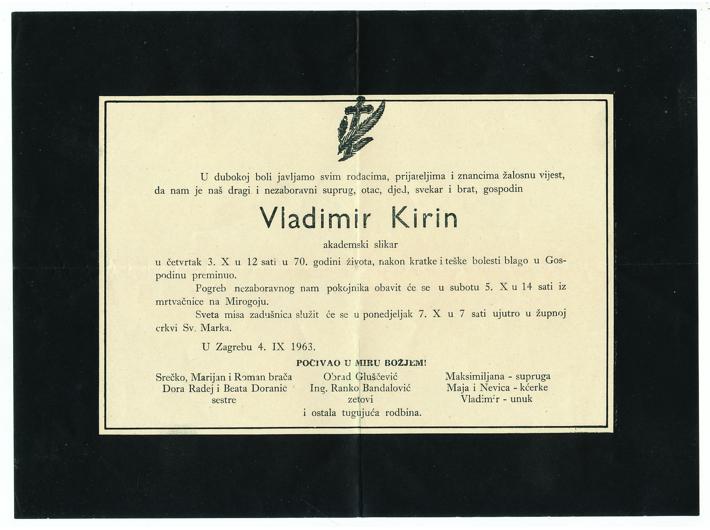 U dubokoj boli javljamo svim rođacima, prijateljima i znancima žalosnu vijest,
da nam je naš dragi i nezaboravni suprug, otac, djed, svekar i brat, gospodin
Vladimir Kirin
akademski slikar
u četvrtak 3. X u 12 sati u 70. godini života, nakon kratke i teške bolesti blago u Gos-
podinu preminuo.
Pogreb nezaboravnog nam pokojnika obavit će se u subotu 5. X u 14 sati iz
mrtvačnice na Mirogoju.
Sveta misa zadušnica služit će se u ponedjeljak 7. X u 7 sati ujutro u župnoj
crkvi Sv. Marka.
U Zagrebu 4. IX 1963.
POČIVAO U MIRU BOŽJEM!
Srećko, Marijan i Roman brača Obrad Gluščević Maksimiljana - supruga
Dora Radej i Beata Doranic Ing. Ranko Bandalović Maja i Nevica - kćerke
sestre zetovi Vladimir - unuk
i ostala tugujuća rodbina.